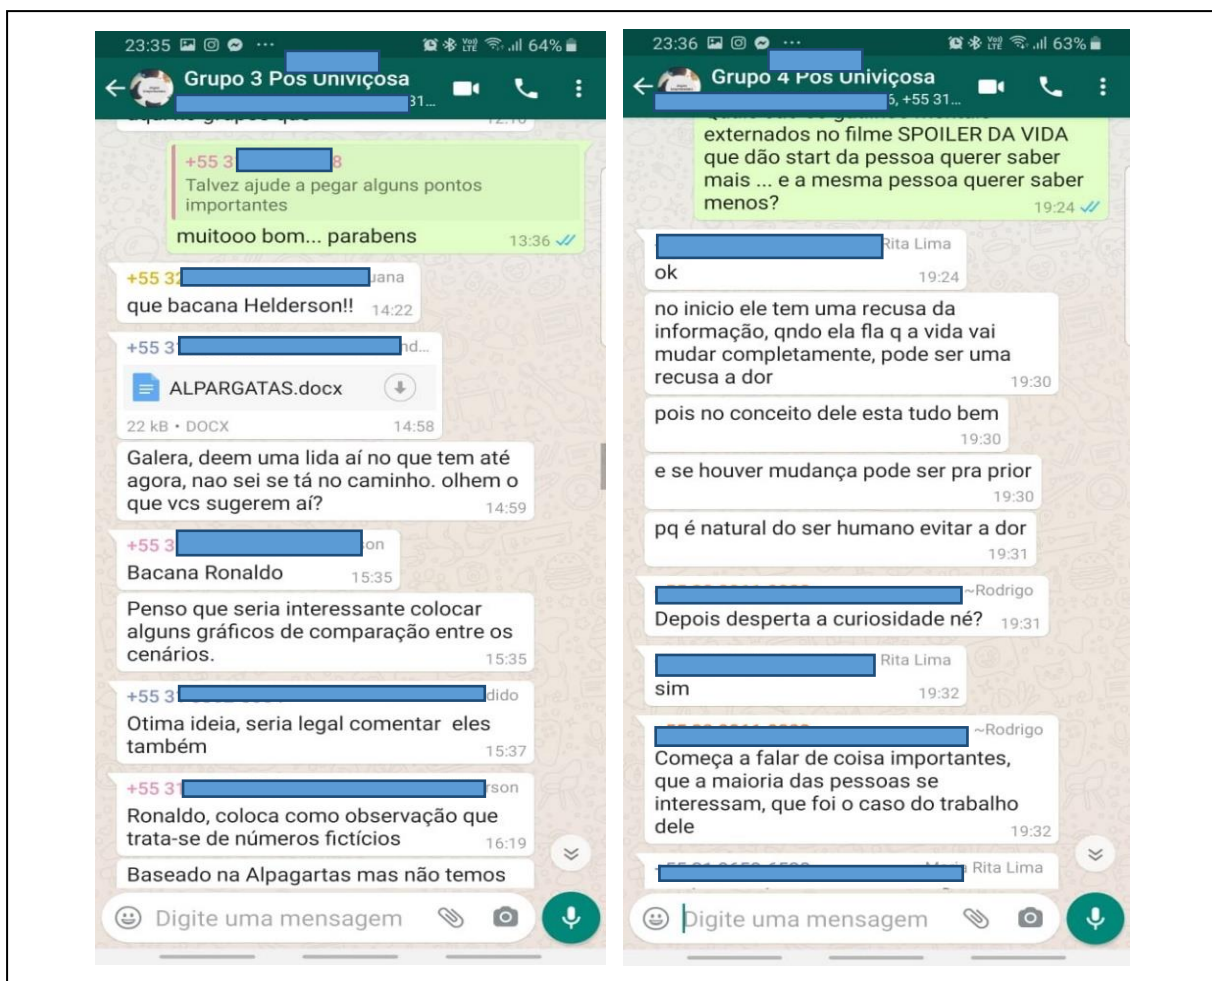 23:35 ... 64%
Grupo 3 Pós Univiçosa
31...
+55 3 8
Talvez ajude a pegar alguns pontos
importantes
muitooo bom... parabens 13:36
+55 32 uana
que bacana Helderson!! 14:22
+55 31 nd...
ALPARGATAS.docx
22 kB • DOCX 14:58
Galera, deem uma lida aí no que tem até
agora, nao sei se tá no caminho. olhem o
que vcs sugerem aí? 14:59
+55 3 son
Bacana Ronaldo 15:35
Penso que seria interessante colocar
alguns gráficos de comparação entre os
cenários. 15:35
+55 31 dido
Otima ideia, seria legal comentar eles
também 15:37
+55 31 rson
Ronaldo, coloca como observação que
trata-se de números fictícios 16:19
Baseado na Alpagartas mas não temos
Digite uma mensagem
23:36 ... 63%
Grupo 4 Pós Univiçosa
6, +55 31...
externados no filme SPOILER DA VIDA
que dão start da pessoa querer saber
mais ... e a mesma pessoa querer saber
menos? 19:24
Rita Lima
ok 19:24
no inicio ele tem uma recusa da
informação, qndo ela fla q a vida vai
mudar completamente, pode ser uma
recusa a dor 19:30
pois no conceito dele esta tudo bem
19:30
e se houver mudança pode ser pra prior
19:30
pq é natural do ser humano evitar a dor
19:31
~Rodrigo
Depois desperta a curiosidade né? 19:31
Rita Lima
sim 19:32
~Rodrigo
Começa a falar de coisa importantes,
que a maioria das pessoas se
interessam, que foi o caso do trabalho
dele 19:32
Rita Lima
Digite uma mensagem